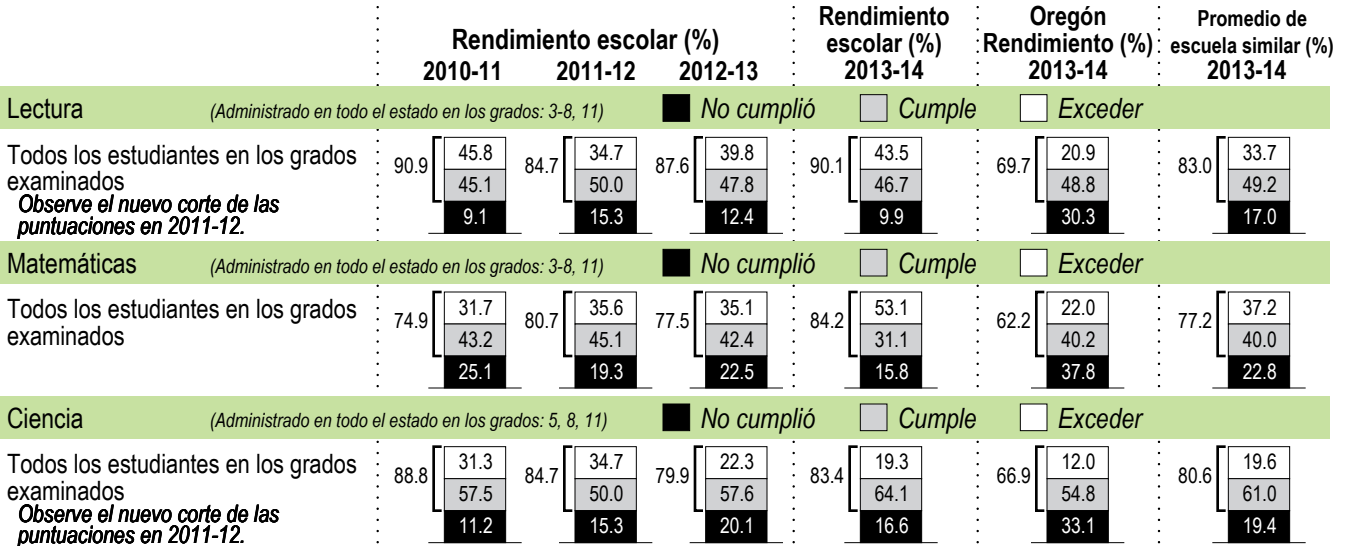 Rendimiento escolar (%)
2010-11 2011-12 2012-13
Rendimiento
escolar (%)
2013-14
Oregón
Rendimiento (%)
2013-14
Promedio de
escuela similar (%)
2013-14
Lectura (Administrado en todo el estado en los grados: 3-8, 11) No cumplió Cumple Exceder
Todos los estudiantes en los grados
examinados
Observe el nuevo corte de las
puntuaciones en 2011-12.
90.9 45.8 84.7 34.7 87.6 39.8 90.1 43.5 69.7 20.9 83.0 33.7
45.1 50.0 47.8 46.7 48.8 49.2
9.1 15.3 12.4 9.9 30.3 17.0
Matemáticas (Administrado en todo el estado en los grados: 3-8, 11) No cumplió Cumple Exceder
Todos los estudiantes en los grados
examinados
74.9 31.7 80.7 35.6 77.5 35.1 84.2 53.1 62.2 22.0 77.2 37.2
43.2 45.1 42.4 31.1 40.2 40.0
25.1 19.3 22.5 15.8 37.8 22.8
Ciencia (Administrado en todo el estado en los grados: 5, 8, 11) No cumplió Cumple Exceder
Todos los estudiantes en los grados
examinados
Observe el nuevo corte de las
puntuaciones en 2011-12.
88.8 31.3 84.7 34.7 79.9 22.3 83.4 19.3 66.9 12.0 80.6 19.6
57.5 50.0 57.6 64.1 54.8 61.0
11.2 15.3 20.1 16.6 33.1 19.4